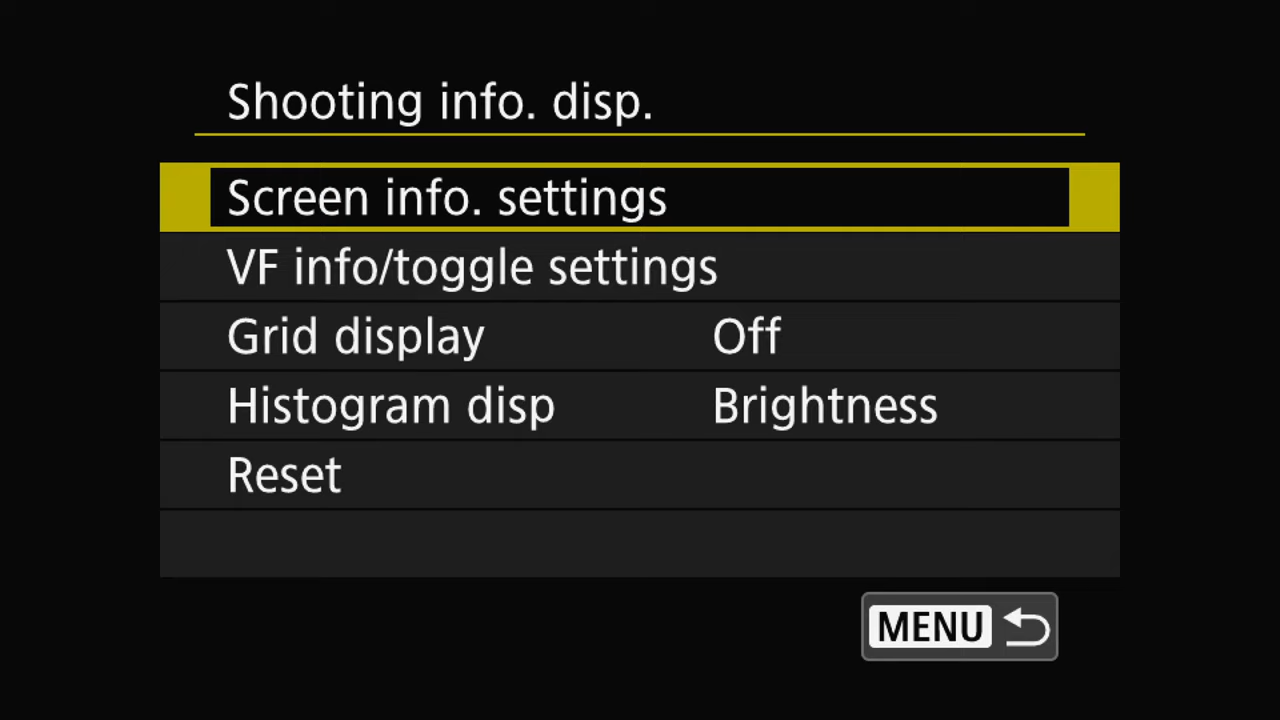 Shooting info. disp.
Screen info. settings
VF info/toggle settings
Grid display Off
Histogram disp Brightness
Reset
MENU